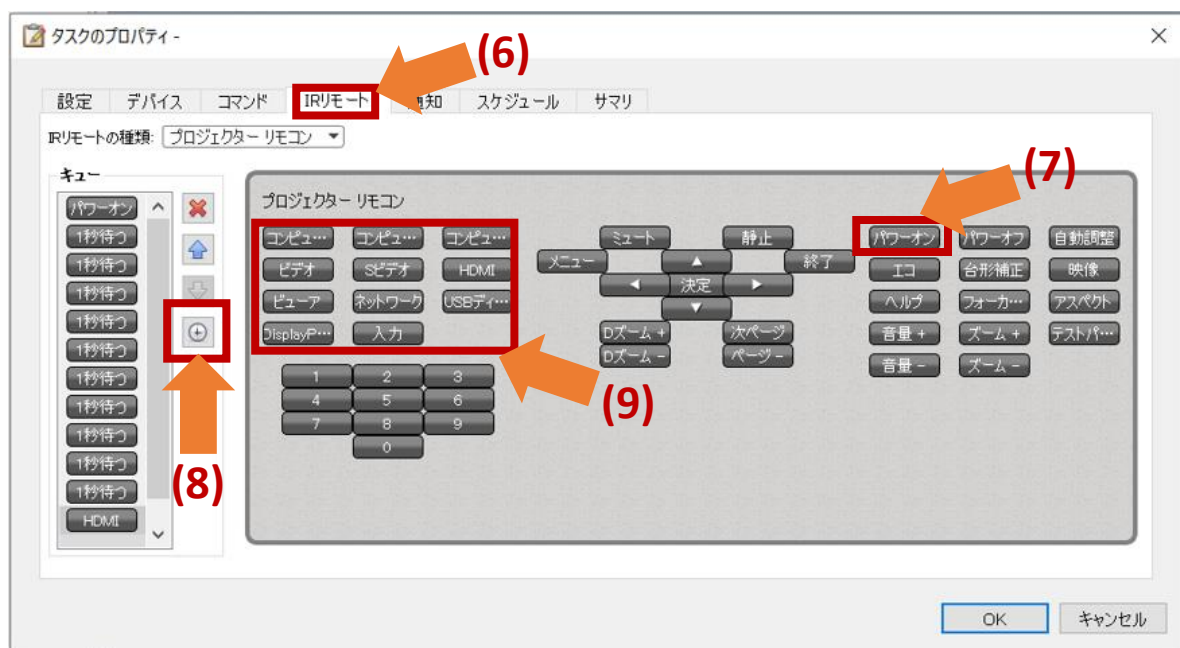 タスクのプロパティ -
(6)
設定 デバイス コマンド IRリモート 通知 スケジュール サマリ
IRリモートの種類: プロジェクター リモコン
キュー
パワーオン
1秒待つ
1秒待つ
1秒待つ
1秒待つ
1秒待つ
1秒待つ
1秒待つ
1秒待つ
1秒待つ
1秒待つ
HDMI
(8)
プロジェクター リモコン
コンピュ… コンピュ… コンピュ…
ビデオ Sビデオ HDMI
ビューア ネットワーク USBディ…
DisplayP… 入力
(9)
1 2 3
4 5 6
7 8 9
0
ミュート 静止
メニュー ▲ 終了
◀ 決定 ▶
▼
Dズーム + 次ページ
Dズーム - ページ -
(7)
パワーオン パワーオフ 自動調整
エコ 台形補正 映像
ヘルプ フォーカ… アスペクト
音量 + ズーム + テストパ…
音量 - ズーム -
OK キャンセル